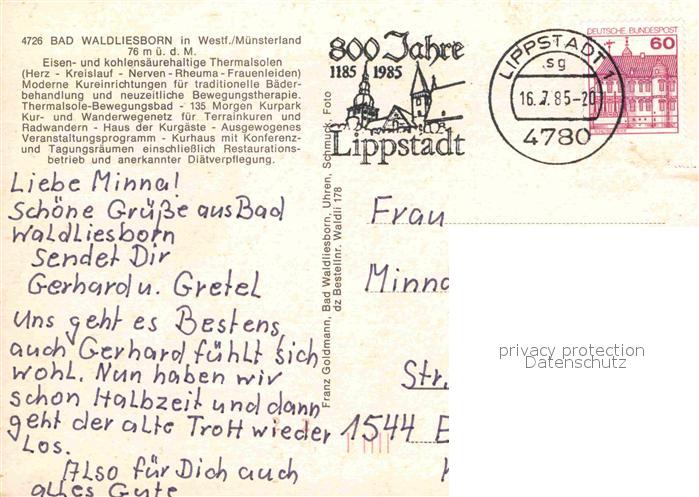 4726 BAD WALDLIESBORN in Westf./Münsterland
76 m ü. d. M.
Eisen- und kohlensäurehaltige Thermalsolen
(Herz - Kreislauf - Nerven - Rheuma - Frauenleiden)
Moderne Kureinrichtungen für traditionelle Bäder-
behandlung und neuzeitliche Bewegungstherapie.
Thermalsole-Bewegungsbad - 135 Morgen Kurpark
Kur- und Wanderwegenetz für Terrainkuren und
Radwandern - Haus der Kurgäste - Ausgewogenes
Veranstaltungsprogramm - Kurhaus mit Konferenz-
und Tagungsräumen einschließlich Restaurations-
betrieb und anerkannter Diätverpflegung.
Liebe Minna!
Schöne Grüße aus Bad
Waldliesborn
sendet Dir
Gerhard u. Gretel
Uns geht es Bestens,
auch Gerhard fühlt sich
wohl. Nun haben wir
schon Halbzeit und dann
geht der alte Trott wieder
Los.
Also für Dich auch
alles Gute
Franz Goldmann, Bad Waldliesborn, Uhren, Schmuck, Foto
dz Bestellnr. Waldli 178
800 Jahre
1185 1985
Lippstadt
LIPPSTADT 1
sg
16.7.85-20
4780
DEUTSCHE BUNDESPOST
60
Frau
Minna
Str.
1544 E
privacy protection
Datenschutz